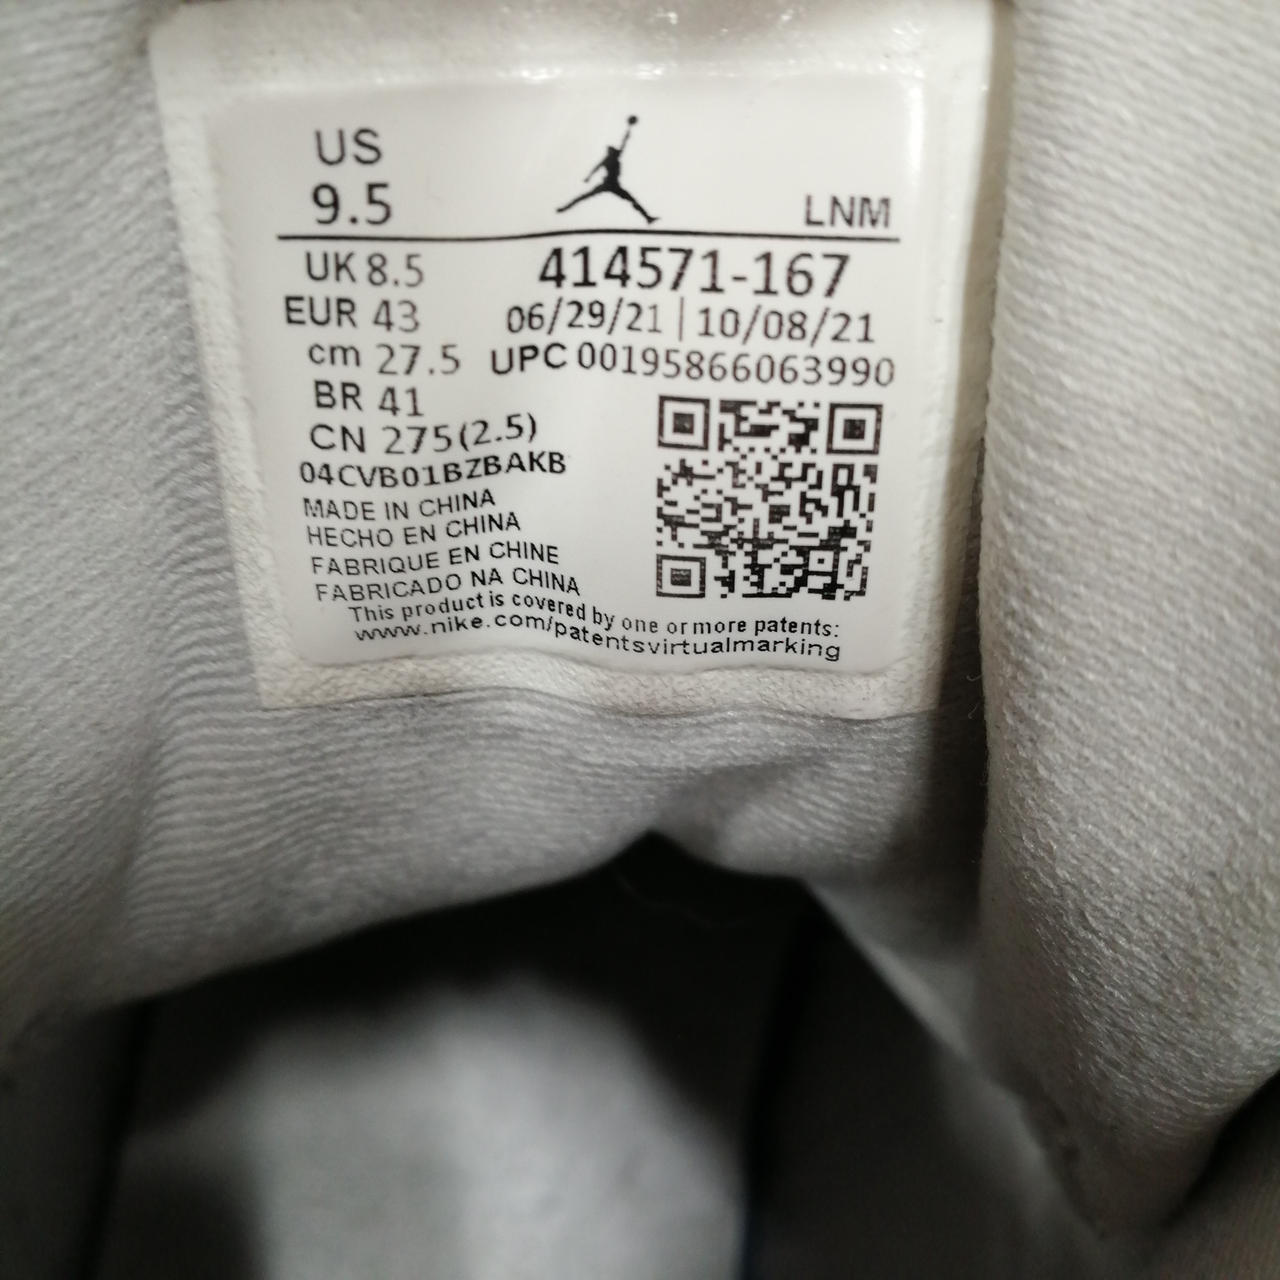 US
9.5
LNM
UK 8.5
414571-167
EUR 43
06/29/21 | 10/08/21
cm 27.5
UPC 00195866063990
BR 41
CN 275(2.5)
04CVB01BZBAKB
MADE IN CHINA
HECHO EN CHINA
FABRIQUE EN CHINE
FABRICADO NA CHINA
This product is covered by one or more patents:
www.nike.com/patentsvirtualmarking